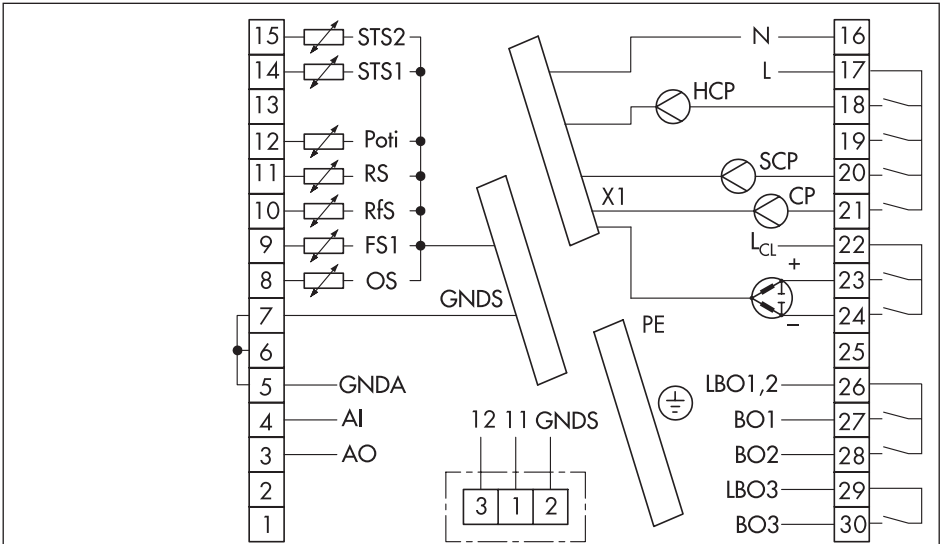 15 STS2 N 16
14 STS1 L 17
13 HCP 18
12 Poti 19
11 RS SCP 20
10 RfS X1 CP 21
9 FS1 LCL 22
8 OS + 23
7 GNDS − 24
6 PE 25
5 GNDA LBO1,2 26
4 AI 12 11 GNDS BO1 27
3 AO BO2 28
2 3 1 2 LBO3 29
1 BO3 30